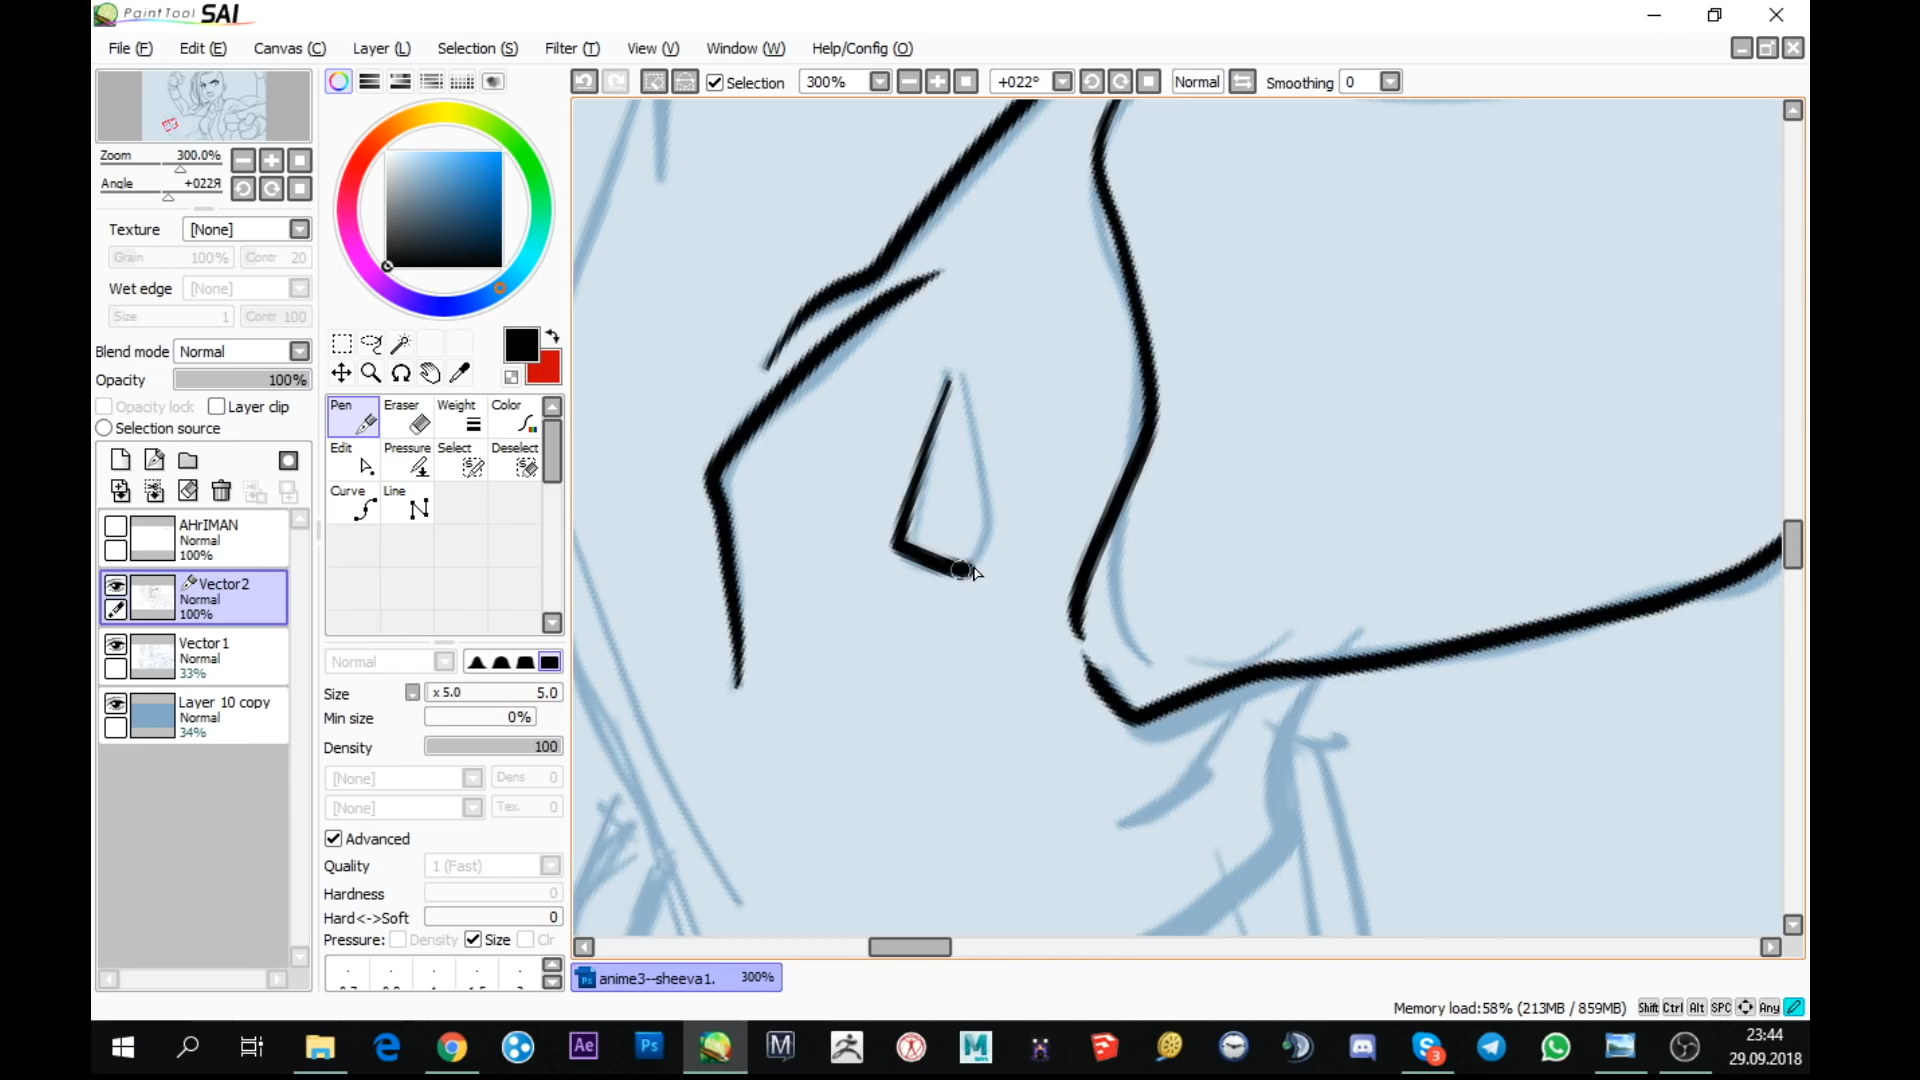 PaintTool SAI
File (F) Edit (E) Canvas (C) Layer (L) Selection (S) Filter (T) View (V) Window (W) Help/Config (O)
Selection 300% +022° Normal Smoothing 0
Zoom 300.0%
Angle +022Я
Texture [None]
Grain 100% Contr 20
Wet edge [None]
Size 1 Contr 100
Blend mode Normal
Opacity 100%
Opacity lock Layer clip
Selection source
AHrIMAN
Normal
100%
Vector2
Normal
100%
Vector1
Normal
33%
Layer 10 copy
Normal
34%
Pen Eraser Weight Color
Edit Pressure Select Deselect
Curve Line
Normal
Size x 5.0 5.0
Min size 0%
Density 100
[None] Dens 0
[None] Tex. 0
Advanced
Quality 1 (Fast)
Hardness 0
Hard<->Soft 0
Pressure: Density Size Clr
anime3--sheeva1. 300%
Memory load:58% (213MB / 859MB) Shift Ctrl Alt SPC Any
Ae Ps M M S 3
23:44
29.09.2018